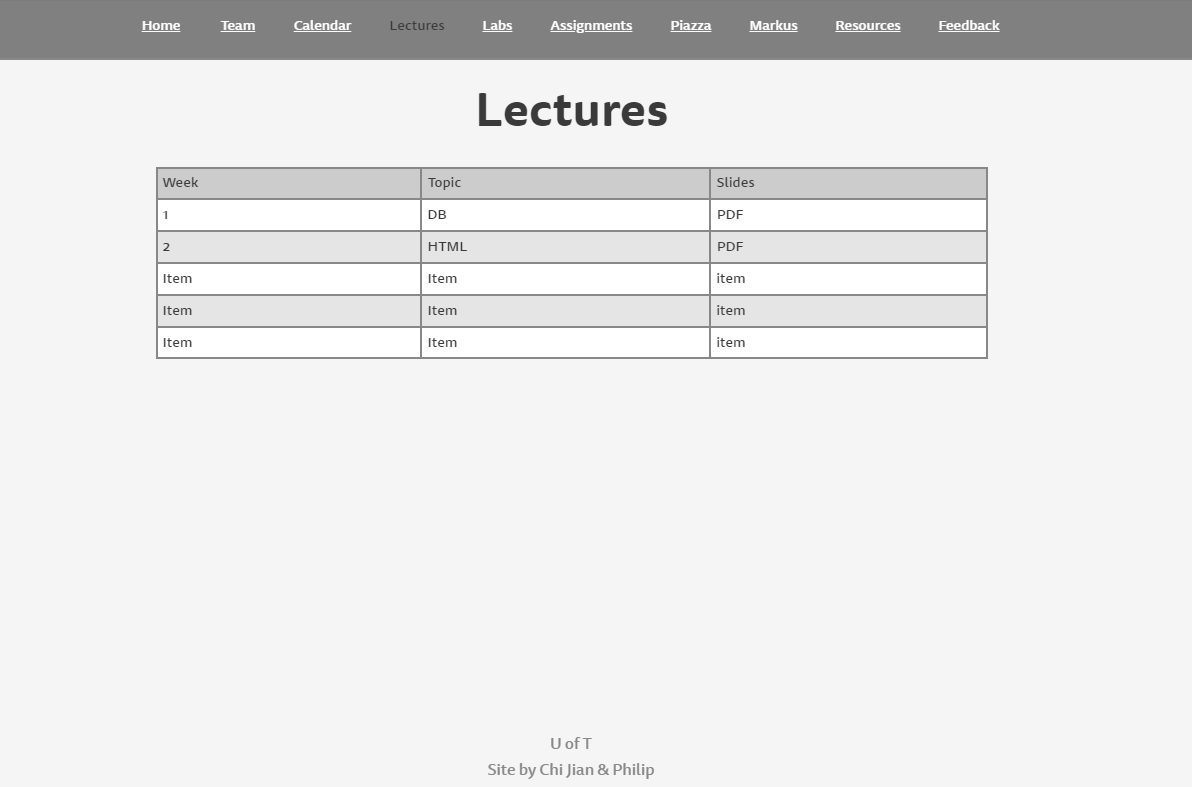 Home Team Calendar Lectures Labs Assignments Piazza Markus Resources Feedback
Lectures
Week Topic Slides
1 DB PDF
2 HTML PDF
Item Item item
Item Item item
Item Item item
U of T
Site by Chi Jian & Philip